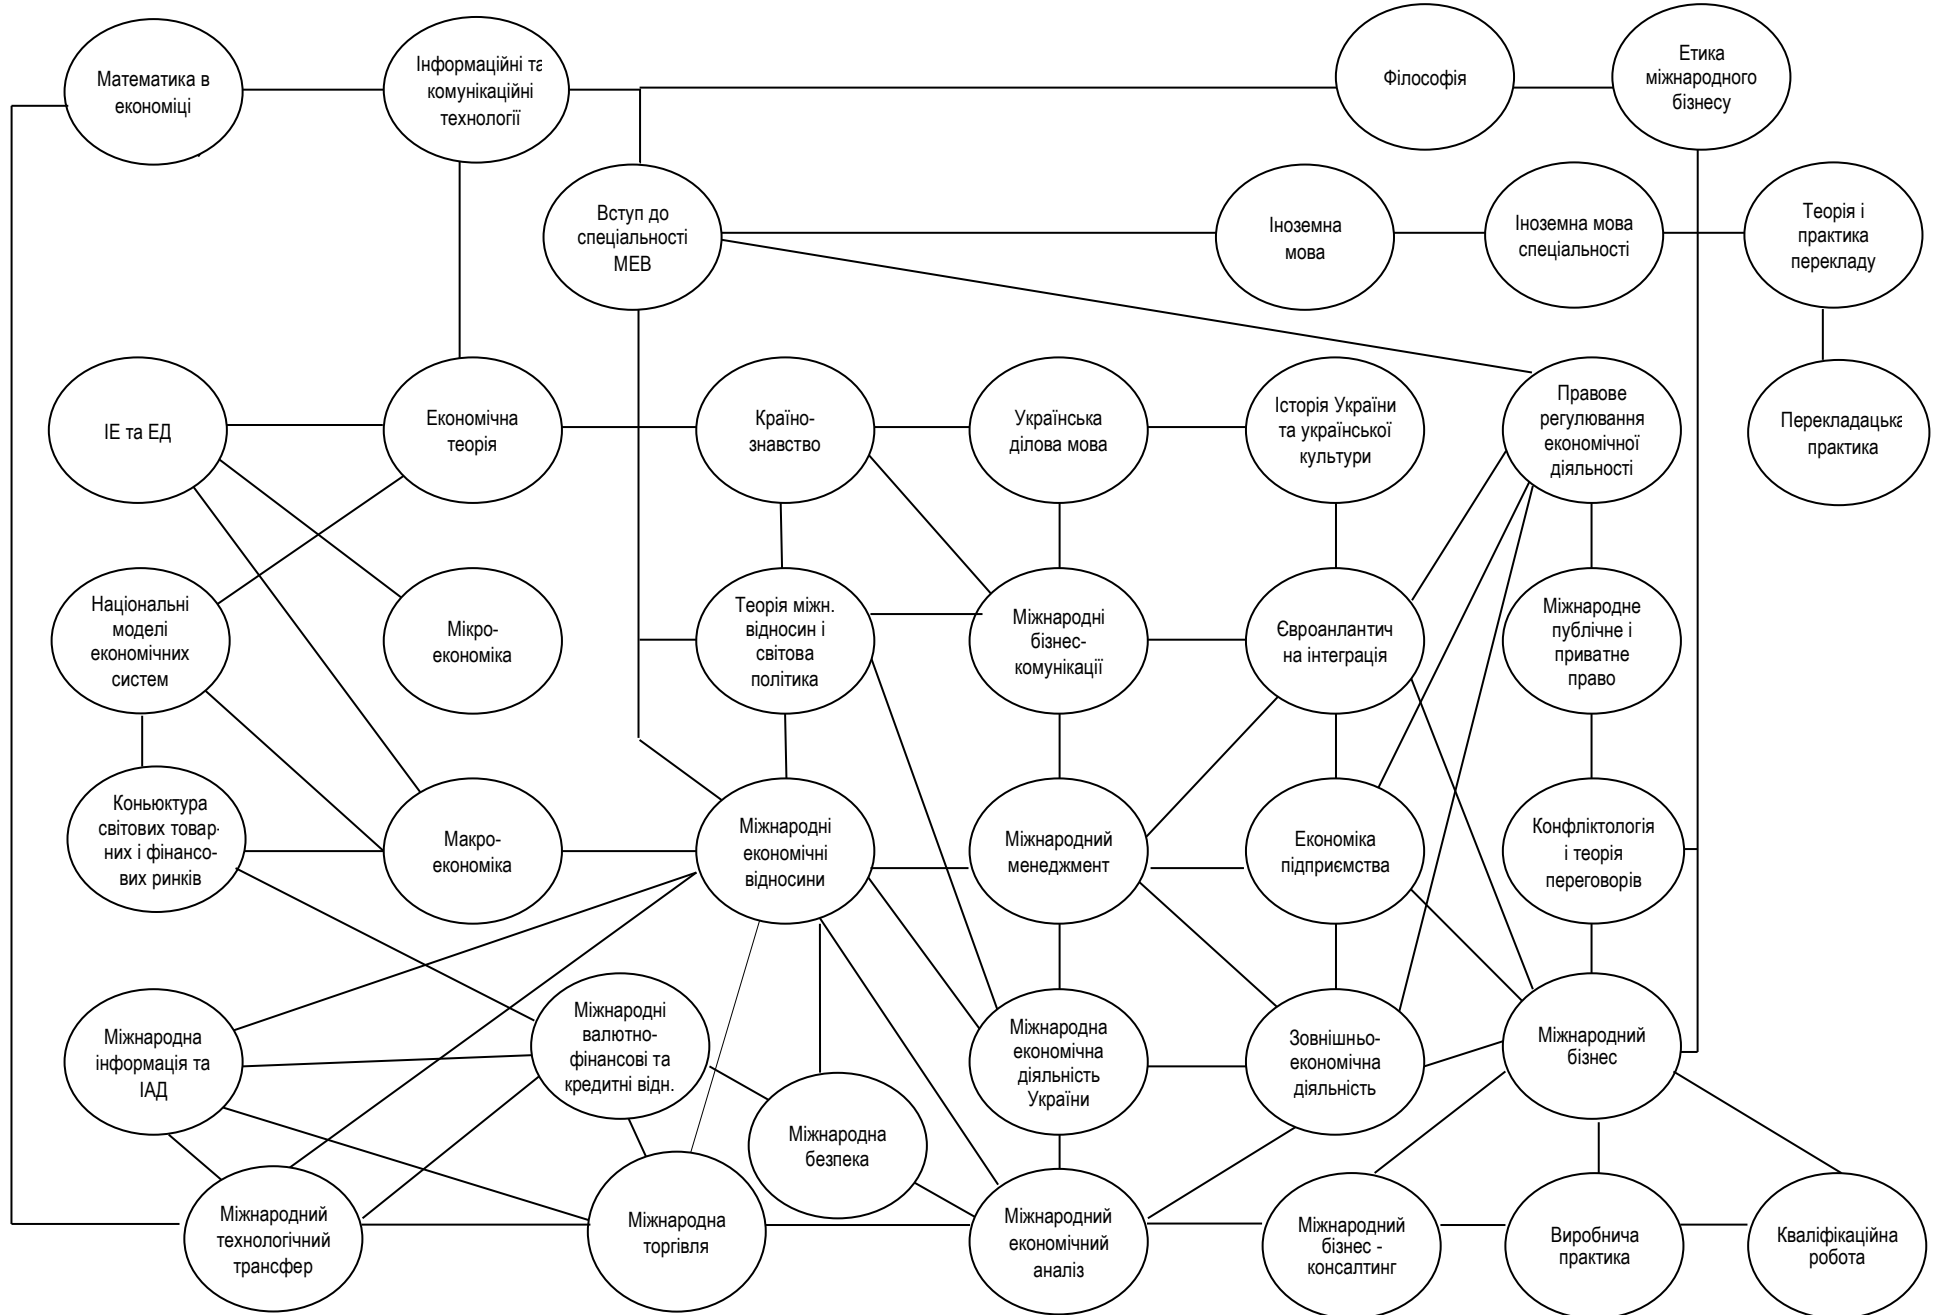 Математика в
економіці
Інформаційні та
комунікаційні
технології
Філософія
Етика
міжнародного
бізнесу
Вступ до
спеціальності
МЕВ
Іноземна
мова
Іноземна мова
спеціальності
Теорія і
практика
перекладу
ІЕ та ЕД
Економічна
теорія
Країно-
знавство
Українська
ділова мова
Історія України
та української
культури
Правове
регулювання
економічної
діяльності
Перекладацька
практика
Національні
моделі
економічних
систем
Мікро-
економіка
Теорія міжн.
відносин і
світова
політика
Міжнародні
бізнес-
комунікації
Євроанлантич
на інтеграція
Міжнародне
публічне і
приватне
право
Коньюктура
світових товар-
них і фінансо-
вих ринків
Макро-
економіка
Міжнародні
економічні
відносини
Міжнародний
менеджмент
Економіка
підприємства
Конфліктологія
і теорія
переговорів
Міжнародна
інформація та
ІАД
Міжнародні
валютно-
фінансові та
кредитні відн.
Міжнародна
безпека
Міжнародна
економічна
діяльність
України
Зовнішньо-
економічна
діяльність
Міжнародний
бізнес
Міжнародний
технологічний
трансфер
Міжнародна
торгівля
Міжнародний
економічний
аналіз
Міжнародний
бізнес -
консалтинг
Виробнича
практика
Кваліфікаційна
робота